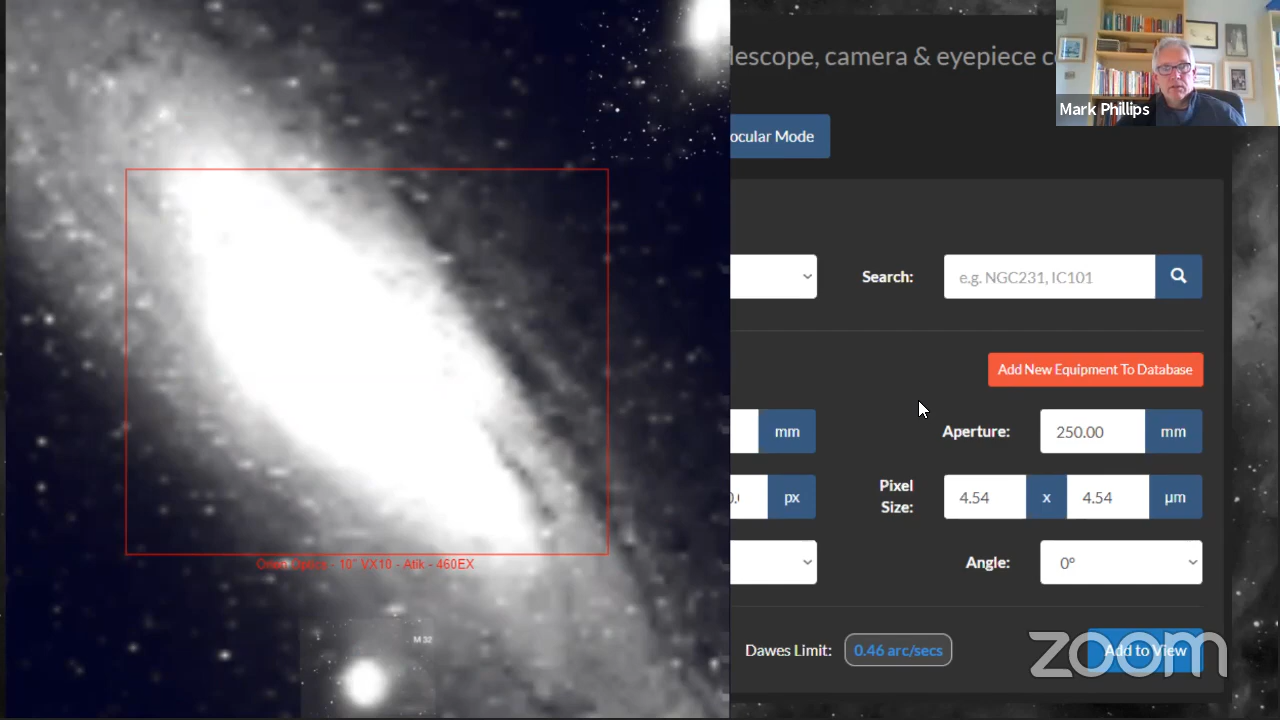 lescope, camera & eyepiece c
Mark Phillips
ocular Mode
Search:
e.g. NGC231, IC101
Add New Equipment To Database
mm
Aperture:
250.00
mm
px
Pixel
Size:
4.54
x
4.54
µm
Angle:
0°
Orion Optics - 10" VX10 - Atik - 460EX
M 32
Dawes Limit:
0.46 arc/secs
Add to View
zoom